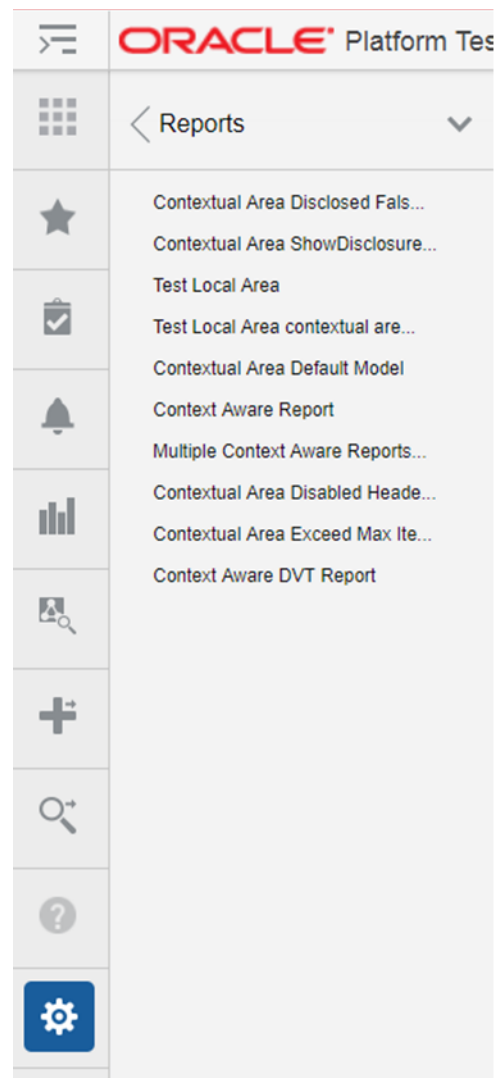 ORACLE Platform Tes
Reports
Contextual Area Disclosed Fals...
Contextual Area ShowDisclosure...
Test Local Area
Test Local Area contextual are...
Contextual Area Default Model
Context Aware Report
Multiple Context Aware Reports...
Contextual Area Disabled Heade...
Contextual Area Exceed Max Ite...
Context Aware DVT Report